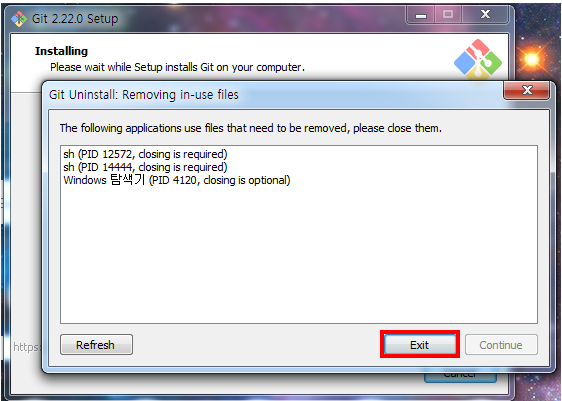 Git 2.22.0 Setup
Installing
Please wait while Setup installs Git on your computer.
Git Uninstall: Removing in-use files
The following applications use files that need to be removed, please close them.
sh (PID 12572, closing is required)
sh (PID 14444, closing is required)
Windows 탐색기 (PID 4120, closing is optional)
Refresh
Exit
Continue
https:
Cancel